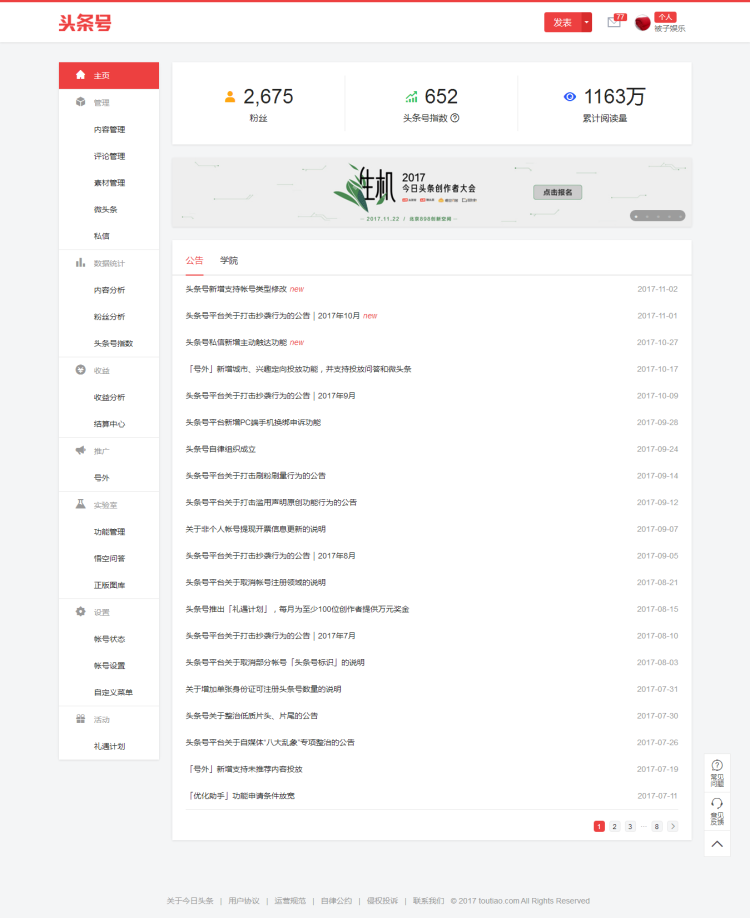 头条号
发表
77
个人
被子娱乐
主页
管理
内容管理
评论管理
素材管理
微头条
私信
数据统计
内容分析
粉丝分析
头条号指数
收益
收益分析
结算中心
推广
号外
实验室
功能管理
悟空问答
正版图库
设置
帐号状态
帐号设置
自定义菜单
活动
礼遇计划
2,675
粉丝
652
头条号指数
1163万
累计阅读量
生机
2017
今日头条创作者大会
点击报名
2017.11.22 / 北京898创新空间
公告 学院
头条号新增支持帐号类型修改 new 2017-11-02
头条号平台关于打击抄袭行为的公告｜2017年10月 new 2017-11-01
头条号私信新增主动触达功能 new 2017-10-27
「号外」新增城市、兴趣定向投放功能，并支持投放问答和微头条 2017-10-17
头条号平台关于打击抄袭行为的公告｜2017年9月 2017-10-09
头条号平台新增PC端手机换绑申诉功能 2017-09-28
头条号自律组织成立 2017-09-24
头条号平台关于打击刷粉刷量行为的公告 2017-09-14
头条号平台关于打击滥用声明原创功能行为的公告 2017-09-12
关于非个人帐号提现开票信息更新的说明 2017-09-07
头条号平台关于打击抄袭行为的公告｜2017年8月 2017-09-05
头条号平台关于取消帐号注册领域的说明 2017-08-21
头条号推出「礼遇计划」，每月为至少100位创作者提供万元奖金 2017-08-15
头条号平台关于打击抄袭行为的公告｜2017年7月 2017-08-10
头条号平台关于取消部分帐号「头条号标识」的说明 2017-08-03
关于增加单张身份证可注册头条号数量的说明 2017-07-31
头条号关于整治低质片头、片尾的公告 2017-07-30
头条号平台关于自媒体“八大乱象”专项整治的公告 2017-07-26
「号外」新增支持未推荐内容投放 2017-07-19
「优化助手」功能申请条件放宽 2017-07-11
1 2 3 ··· 8
常见
问题
意见
反馈
关于今日头条 | 用户协议 | 运营规范 | 自律公约 | 侵权投诉 | 联系我们 © 2017 toutiao.com All Rights Reserved